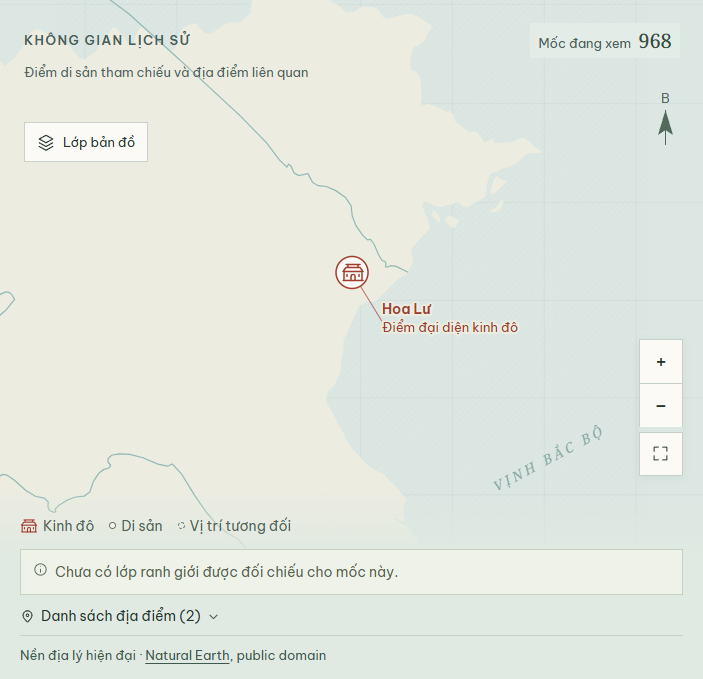 KHÔNG GIAN LỊCH SỬ
Điểm di sản tham chiếu và địa điểm liên quan
Mốc đang xem 968
B
Lớp bản đồ
Hoa Lư
Điểm đại diện kinh đô
+
−
VỊNH BẮC BỘ
Kinh đô Di sản Vị trí tương đối
Chưa có lớp ranh giới được đối chiếu cho mốc này.
Danh sách địa điểm (2)
Nền địa lý hiện đại · Natural Earth, public domain